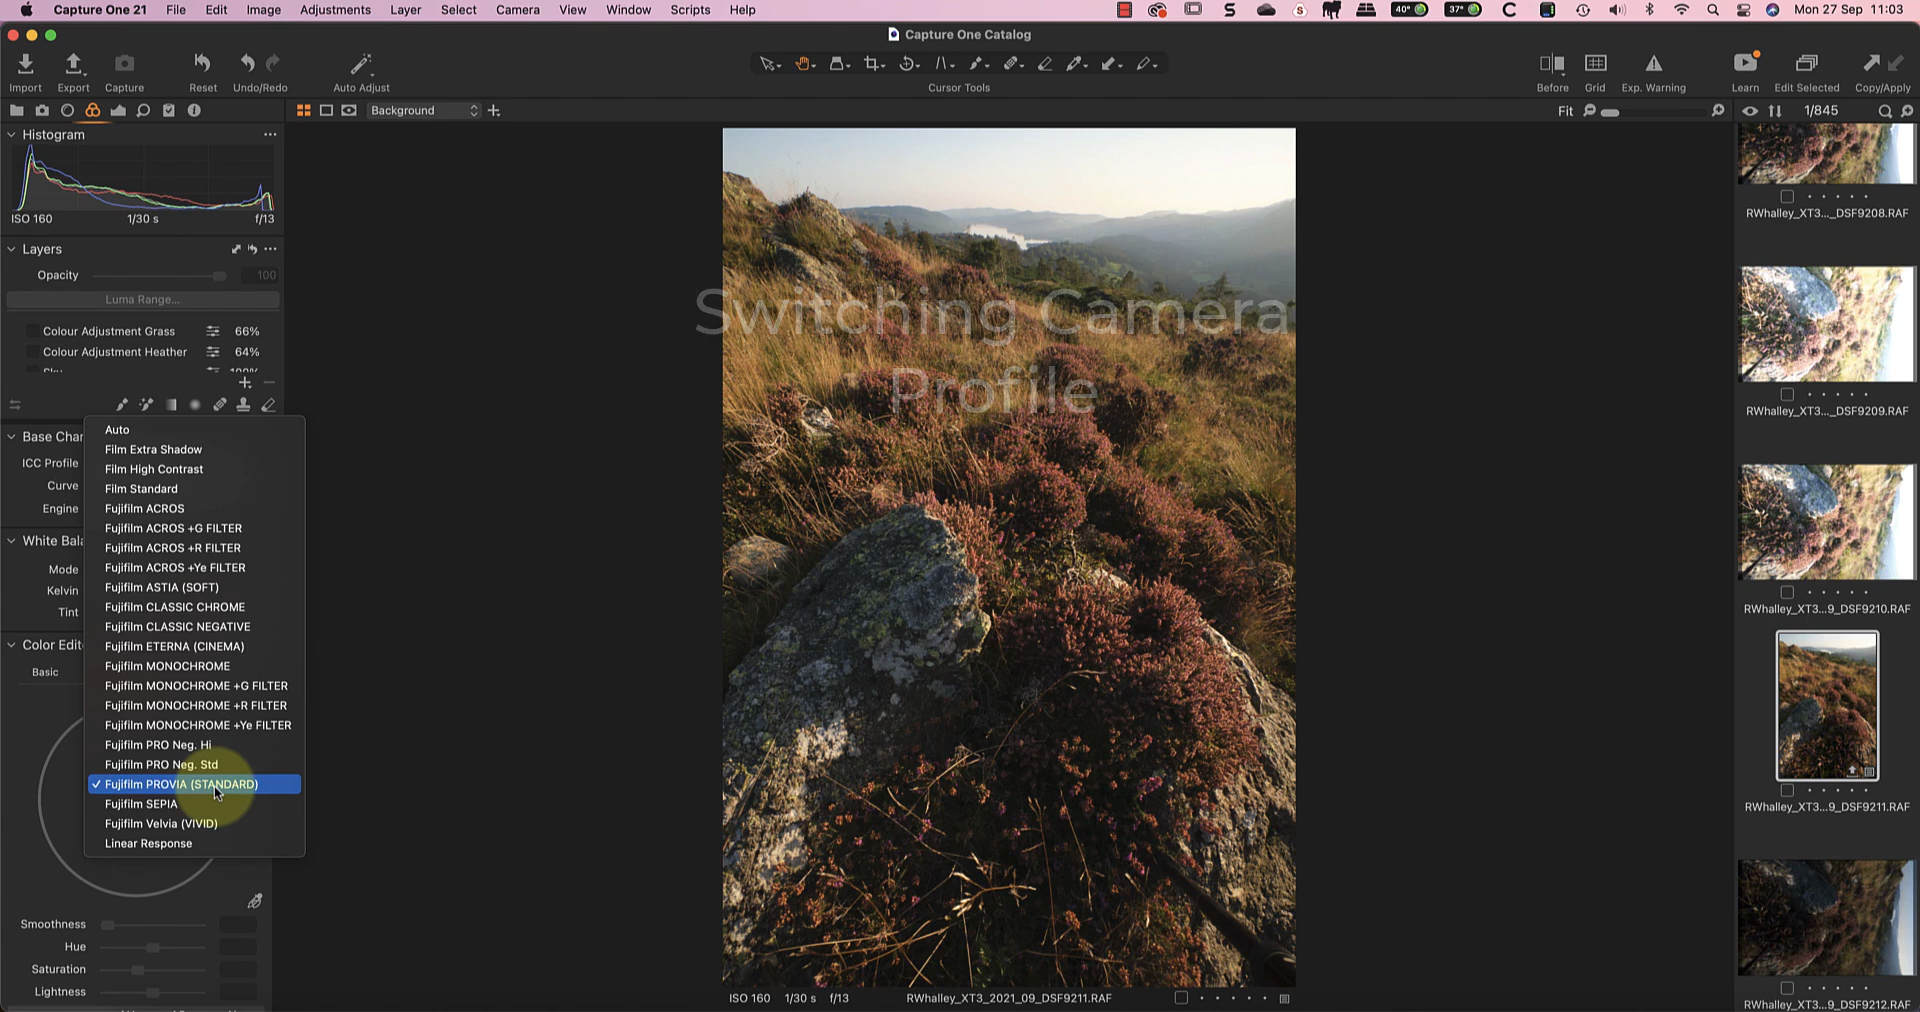 Capture One 21 File Edit Image Adjustments Layer Select Camera View Window Scripts Help
40° 37° Mon 27 Sep 11:03
Capture One Catalog
Import Export Capture Reset Undo/Redo Auto Adjust Cursor Tools Before Grid Exp. Warning Learn Edit Selected Copy/Apply
Background Fit 1/845
Histogram
ISO 160 1/30 s f/13
Layers
Opacity 100
Luma Range...
Colour Adjustment Grass 66%
Colour Adjustment Heather 64%
Base Char
ICC Profile
Curve
Engine
White Bala
Mode
Kelvin
Tint
Color Edit
Basic
Auto
Film Extra Shadow
Film High Contrast
Film Standard
Fujifilm ACROS
Fujifilm ACROS +G FILTER
Fujifilm ACROS +R FILTER
Fujifilm ACROS +Ye FILTER
Fujifilm ASTIA (SOFT)
Fujifilm CLASSIC CHROME
Fujifilm CLASSIC NEGATIVE
Fujifilm ETERNA (CINEMA)
Fujifilm MONOCHROME
Fujifilm MONOCHROME +G FILTER
Fujifilm MONOCHROME +R FILTER
Fujifilm MONOCHROME +Ye FILTER
Fujifilm PRO Neg. Hi
Fujifilm PRO Neg. Std
Fujifilm PROVIA (STANDARD)
Fujifilm SEPIA
Fujifilm Velvia (VIVID)
Linear Response
Smoothness
Hue
Saturation
Lightness
Switching Camera
Profile
ISO 160 1/30 s f/13 RWhalley_XT3_2021_09_DSF9211.RAF
RWhalley_XT3..._DSF9208.RAF
RWhalley_XT3..._DSF9209.RAF
RWhalley_XT3...9_DSF9210.RAF
RWhalley_XT3...9_DSF9211.RAF
RWhalley_XT3...9_DSF9212.RAF